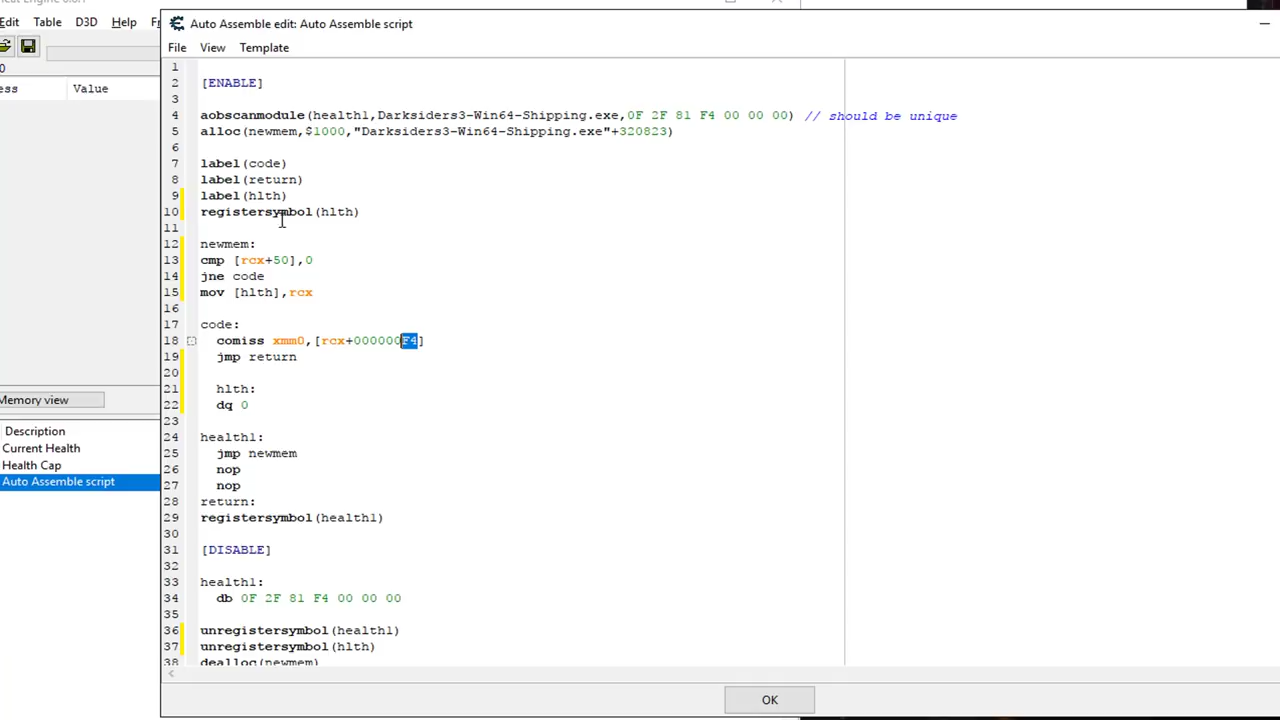 Auto Assemble edit: Auto Assemble script
Edit Table D3D Help
File View Template
Value
1
2 [ENABLE]
3
4 aobscanmodule(health1,Darksiders3-Win64-Shipping.exe,0F 2F 81 F4 00 00 00) // should be unique
5 alloc(newmem,$1000,"Darksiders3-Win64-Shipping.exe"+320823)
6
7 label(code)
8 label(return)
9 label(hlth)
10 registersymbol(hlth)
11
12 newmem:
13 cmp [rcx+50],0
14 jne code
15 mov [hlth],rcx
16
17 code:
18 comiss xmm0,[rcx+000000F4]
19 jmp return
20
21 hlth:
22 dq 0
23
24 health1:
25 jmp newmem
26 nop
27 nop
28 return:
29 registersymbol(health1)
30
31 [DISABLE]
32
33 health1:
34 db 0F 2F 81 F4 00 00 00
35
36 unregistersymbol(health1)
37 unregistersymbol(hlth)
38 dealloc(newmem)
Memory view
Description
Current Health
Health Cap
Auto Assemble script
OK